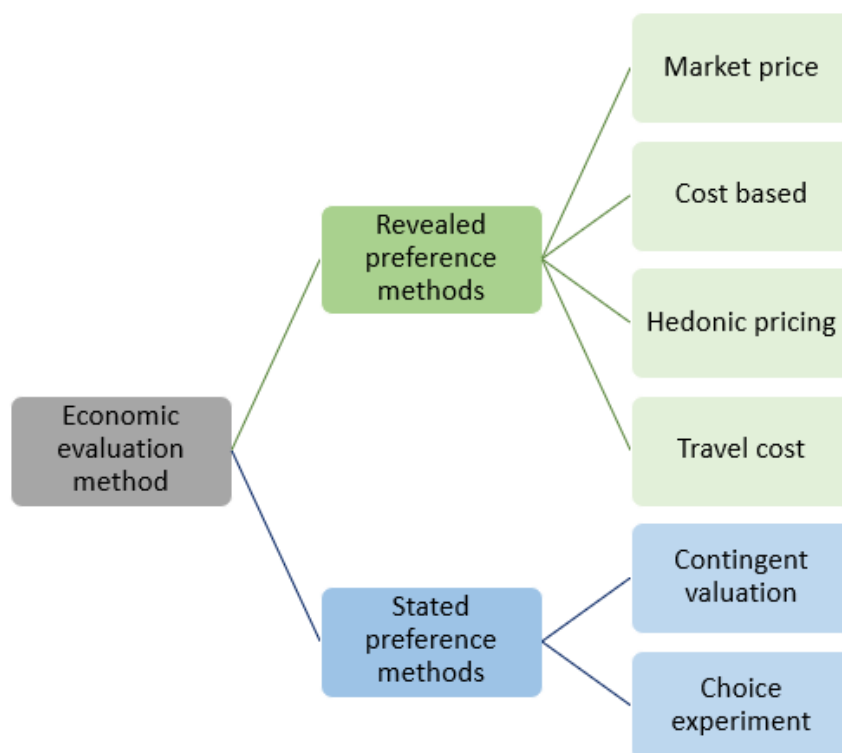 Economic
evaluation
method
Revealed
preference
methods
Market price
Cost based
Hedonic pricing
Travel cost
Stated
preference
methods
Contingent
valuation
Choice
experiment